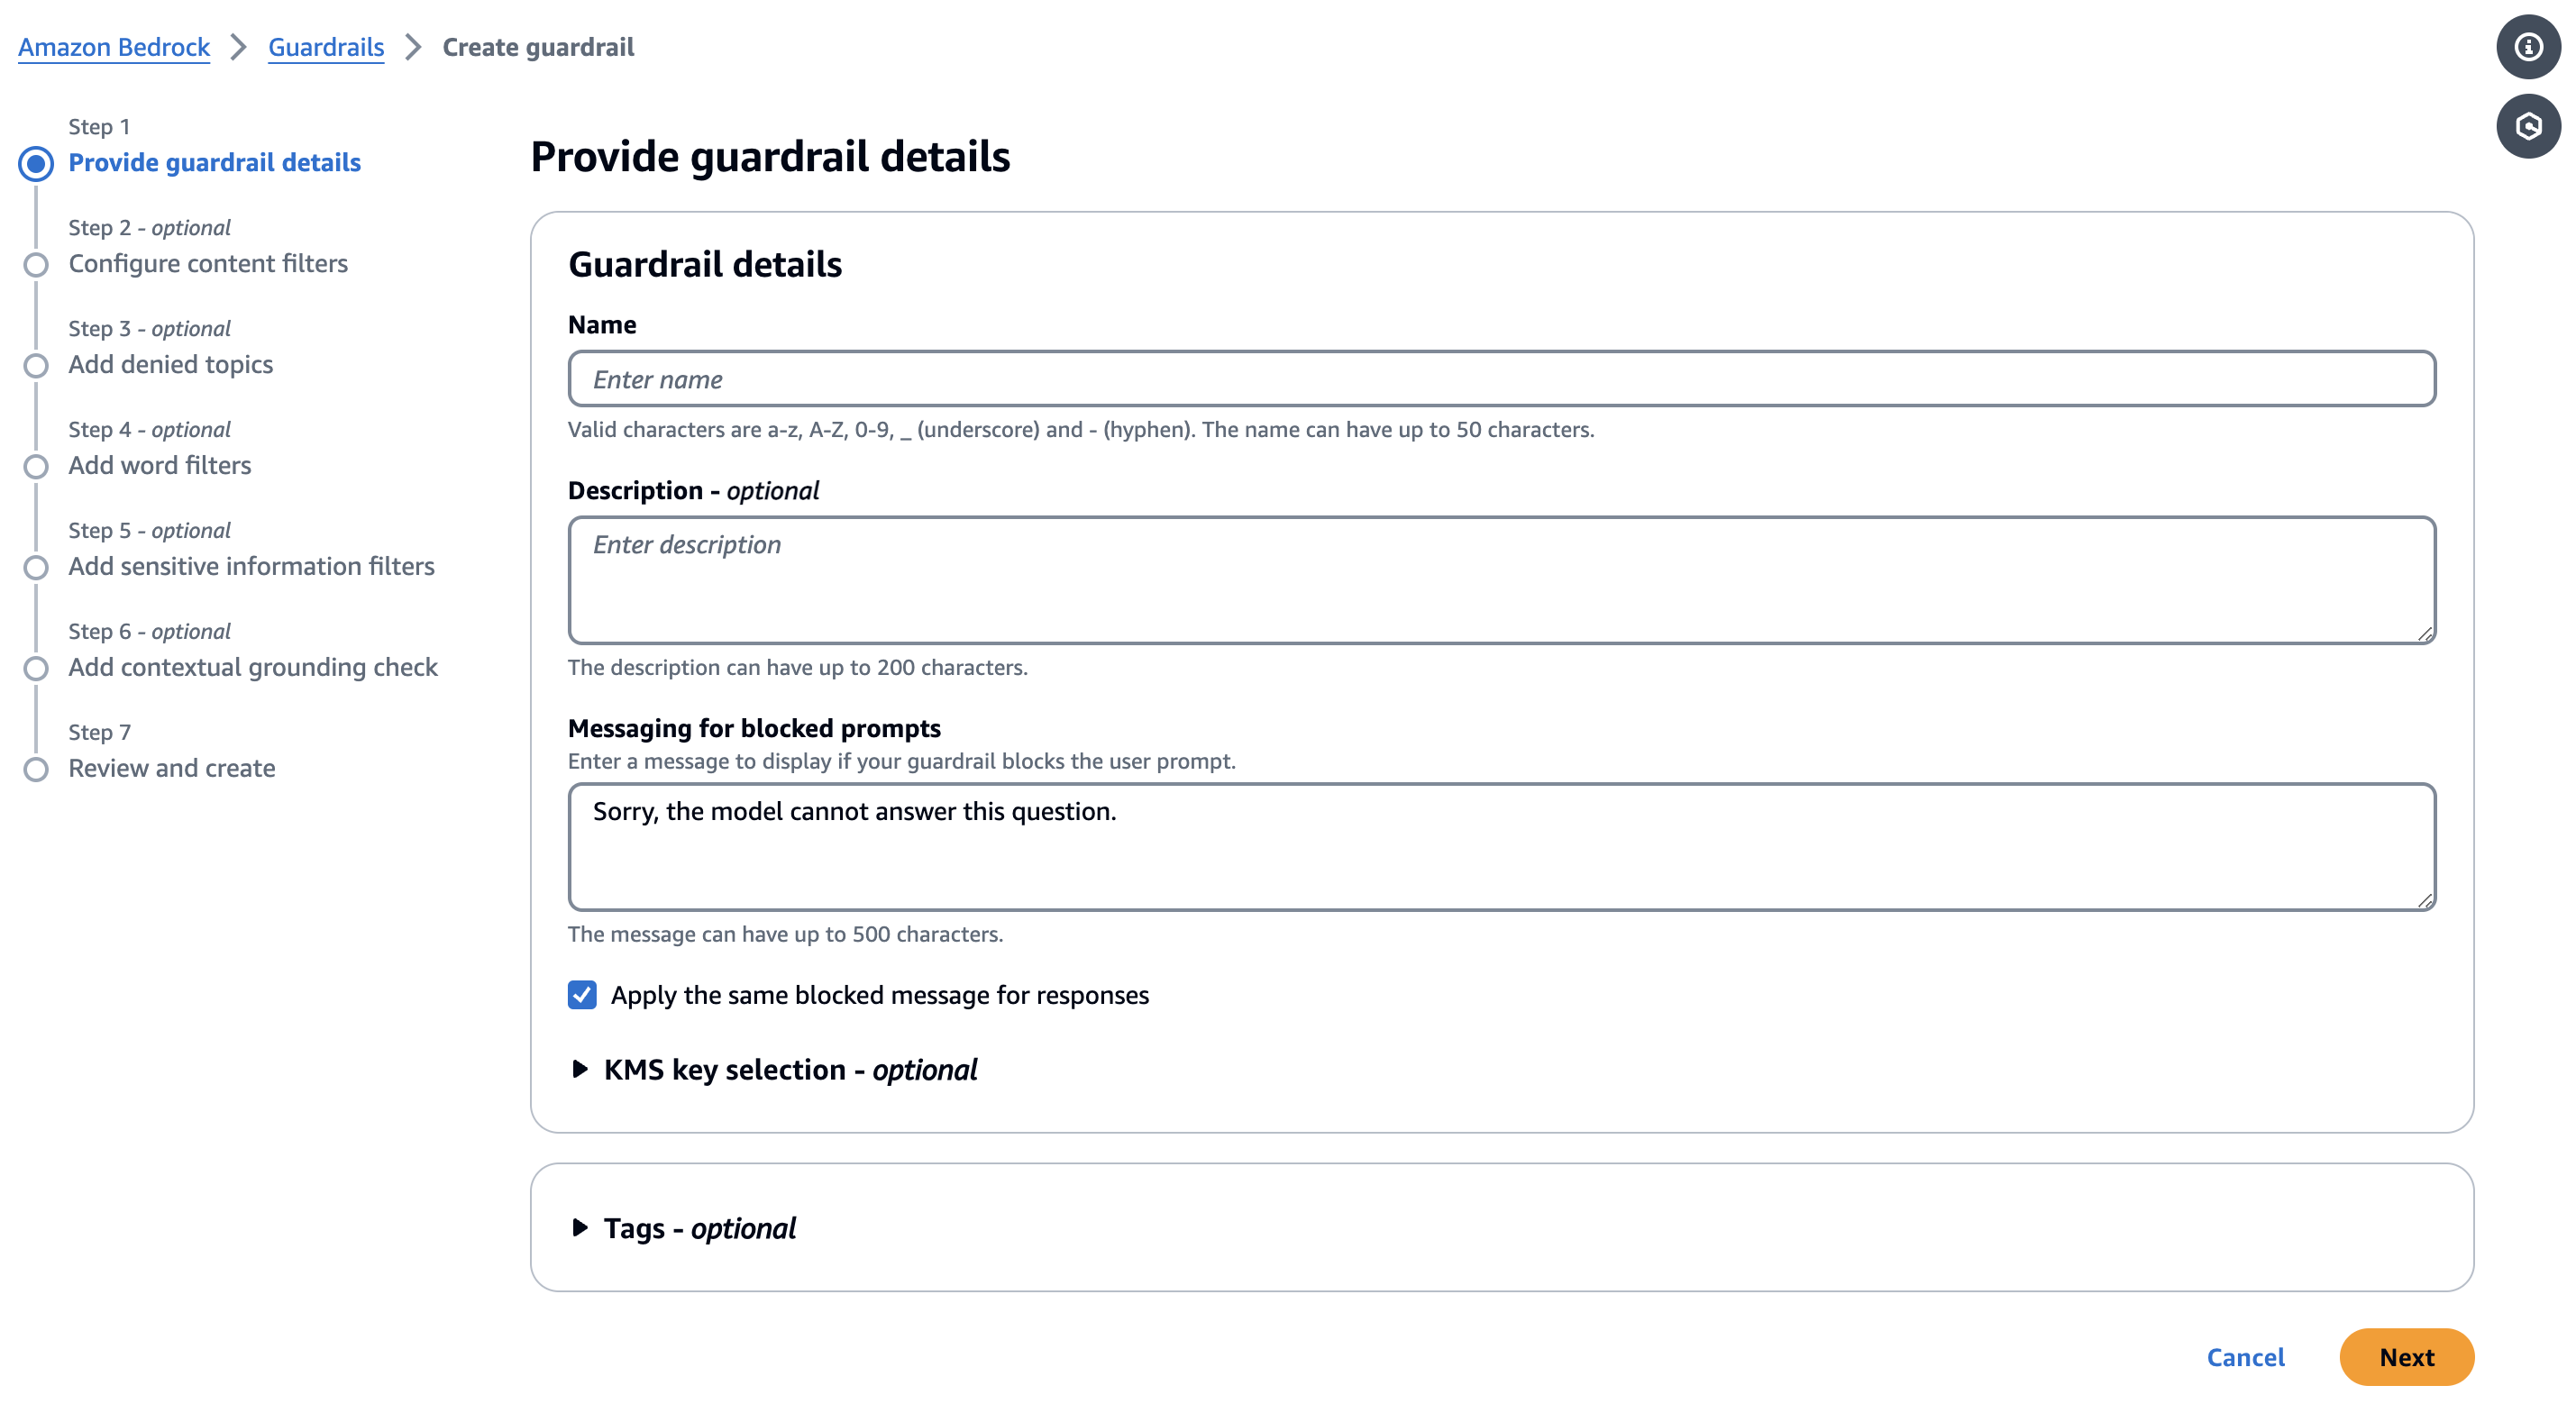 Amazon Bedrock > Guardrails > Create guardrail
Step 1
Provide guardrail details
Step 2 - optional
Configure content filters
Step 3 - optional
Add denied topics
Step 4 - optional
Add word filters
Step 5 - optional
Add sensitive information filters
Step 6 - optional
Add contextual grounding check
Step 7
Review and create
Provide guardrail details
Guardrail details
Name
Enter name
Valid characters are a-z, A-Z, 0-9, _ (underscore) and - (hyphen). The name can have up to 50 characters.
Description - optional
Enter description
The description can have up to 200 characters.
Messaging for blocked prompts
Enter a message to display if your guardrail blocks the user prompt.
Sorry, the model cannot answer this question.
The message can have up to 500 characters.
Apply the same blocked message for responses
KMS key selection - optional
Tags - optional
Cancel
Next